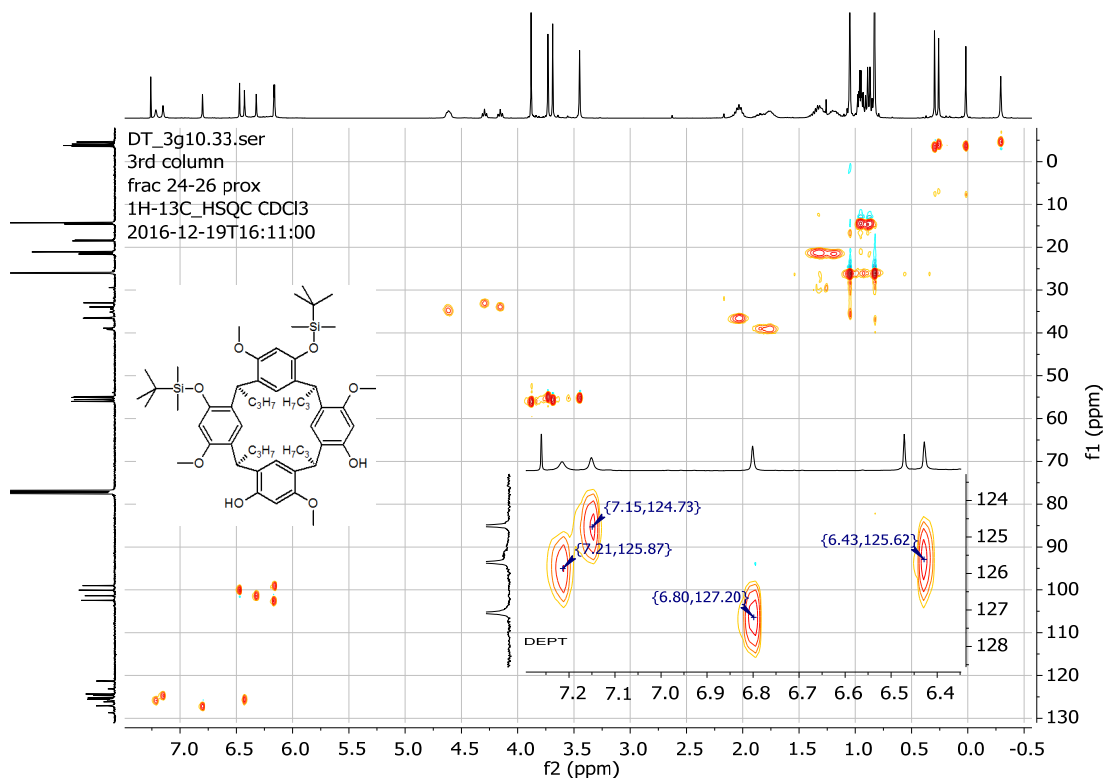 DT_3g10.33.ser
3rd column
frac 24-26 prox
1H-13C_HSQC CDCl3
2016-12-19T16:11:00
Si
O
O
Si
O
O
C3H7 H7C3
C3H7 H7C3
O
O
OH
HO
{7.15,124.73}
{7.21,125.87}
{6.80,127.20}
{6.43,125.62}
DEPT
124
125
126
127
128
7.2 7.1 7.0 6.9 6.8 6.7 6.6 6.5 6.4
0
10
20
30
40
50
60
70
80
90
100
110
120
130
f1 (ppm)
7.0 6.5 6.0 5.5 5.0 4.5 4.0 3.5 3.0 2.5 2.0 1.5 1.0 0.5 0.0 -0.5
f2 (ppm)